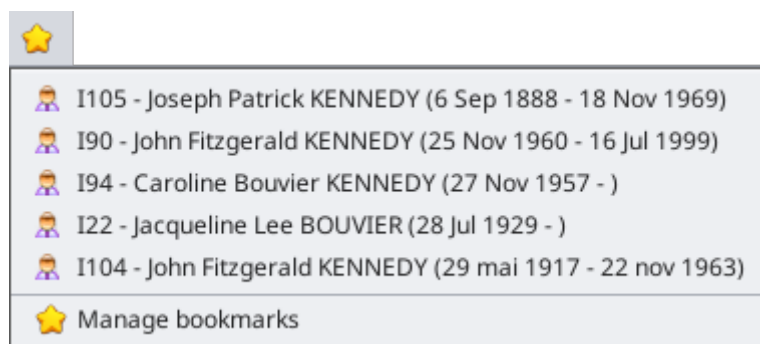 I105 - Joseph Patrick KENNEDY (6 Sep 1888 - 18 Nov 1969)
I90 - John Fitzgerald KENNEDY (25 Nov 1960 - 16 Jul 1999)
I94 - Caroline Bouvier KENNEDY (27 Nov 1957 - )
I22 - Jacqueline Lee BOUVIER (28 Jul 1929 - )
I104 - John Fitzgerald KENNEDY (29 mai 1917 - 22 nov 1963)
Manage bookmarks